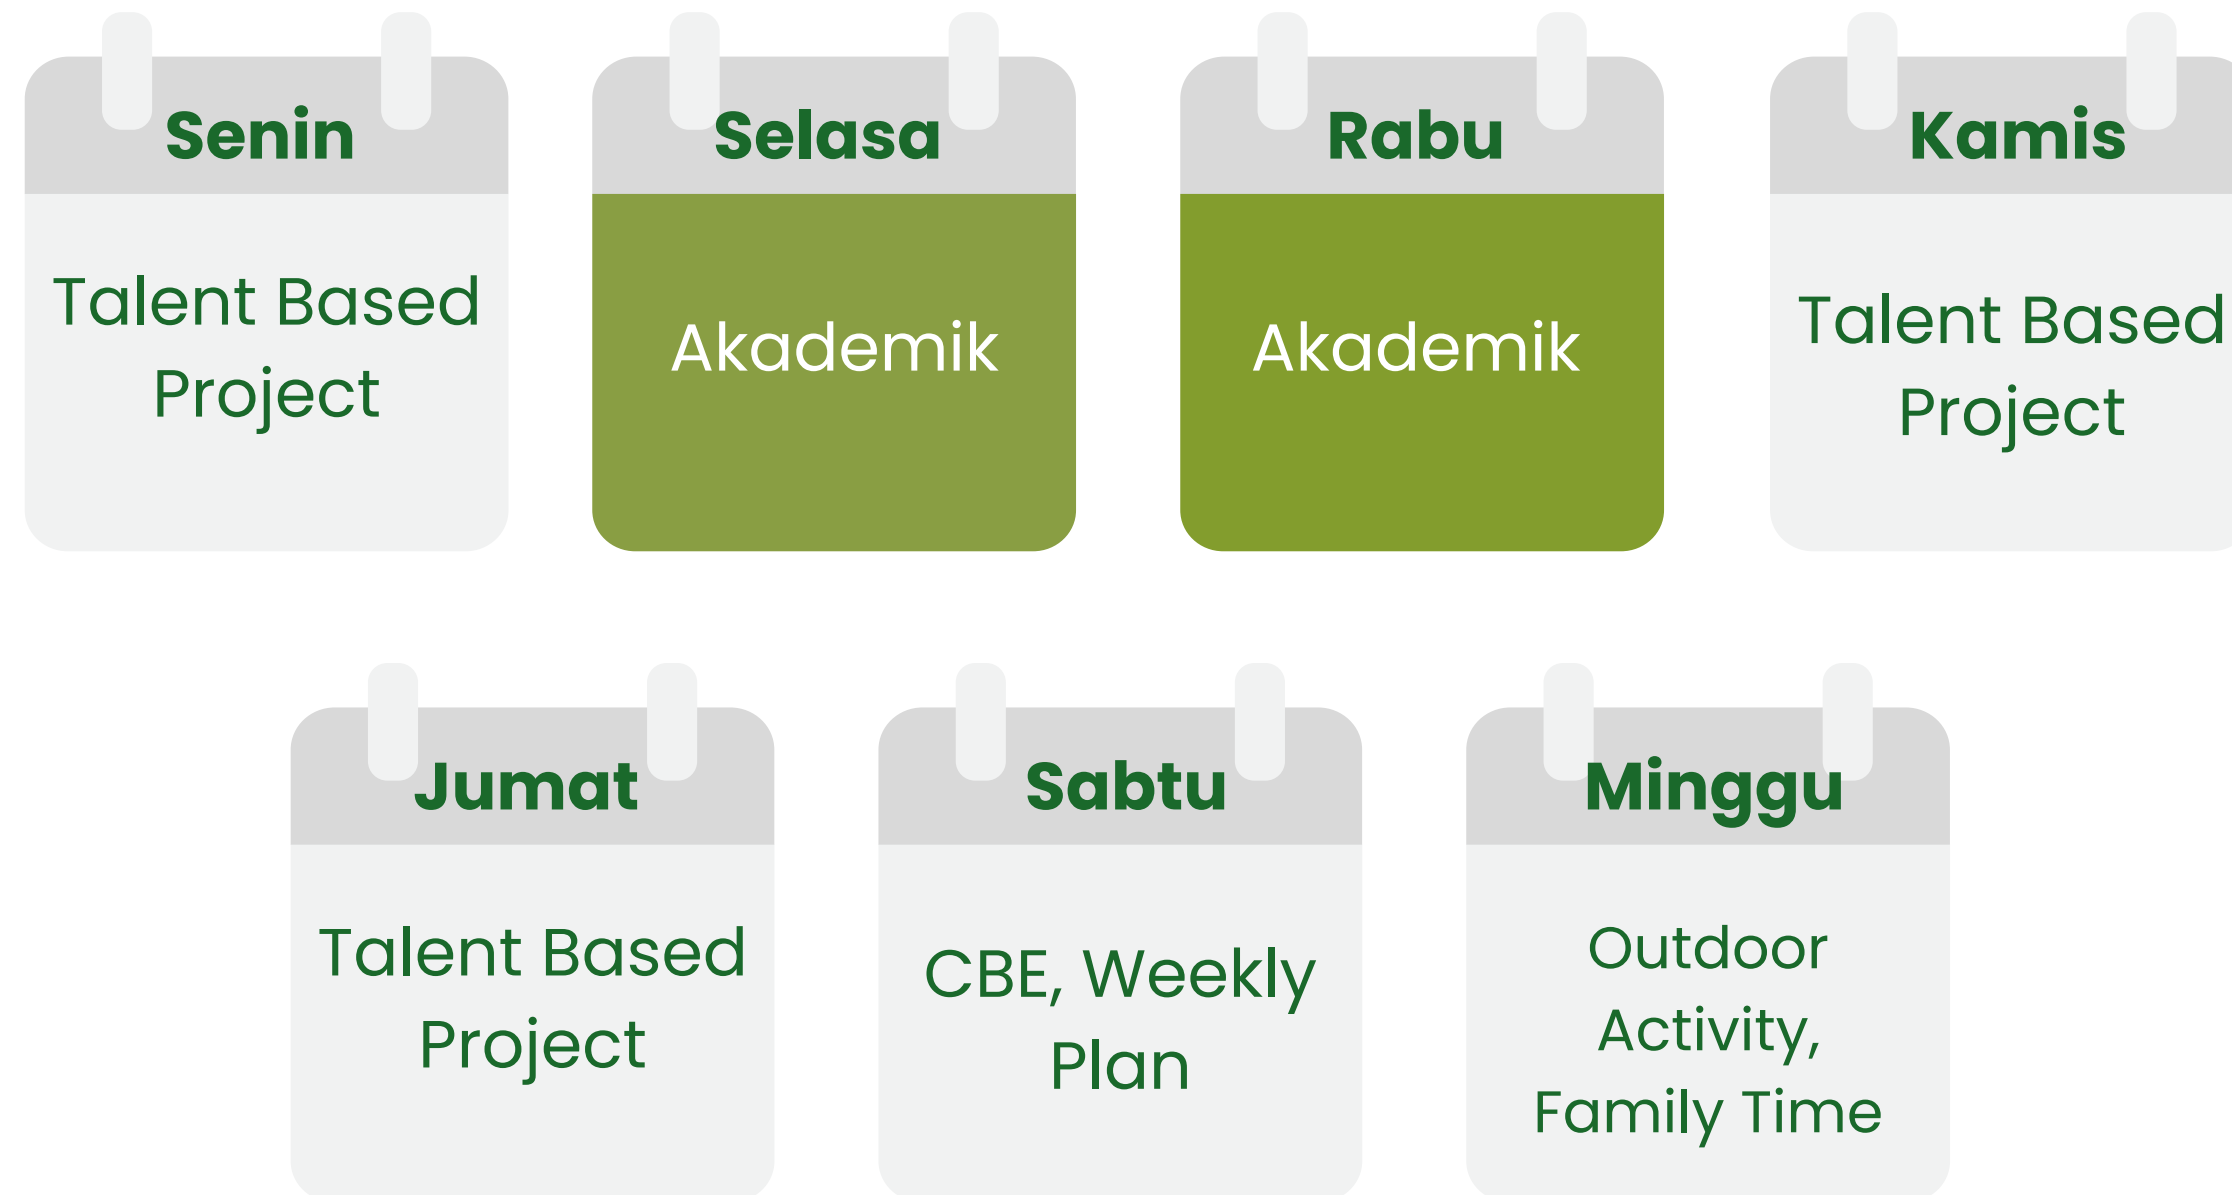 Senin
Talent Based
Project
Selasa
Akademik
Rabu
Akademik
Kamis
Talent Based
Project
Jumat
Talent Based
Project
Sabtu
CBE, Weekly
Plan
Minggu
Outdoor
Activity,
Family Time